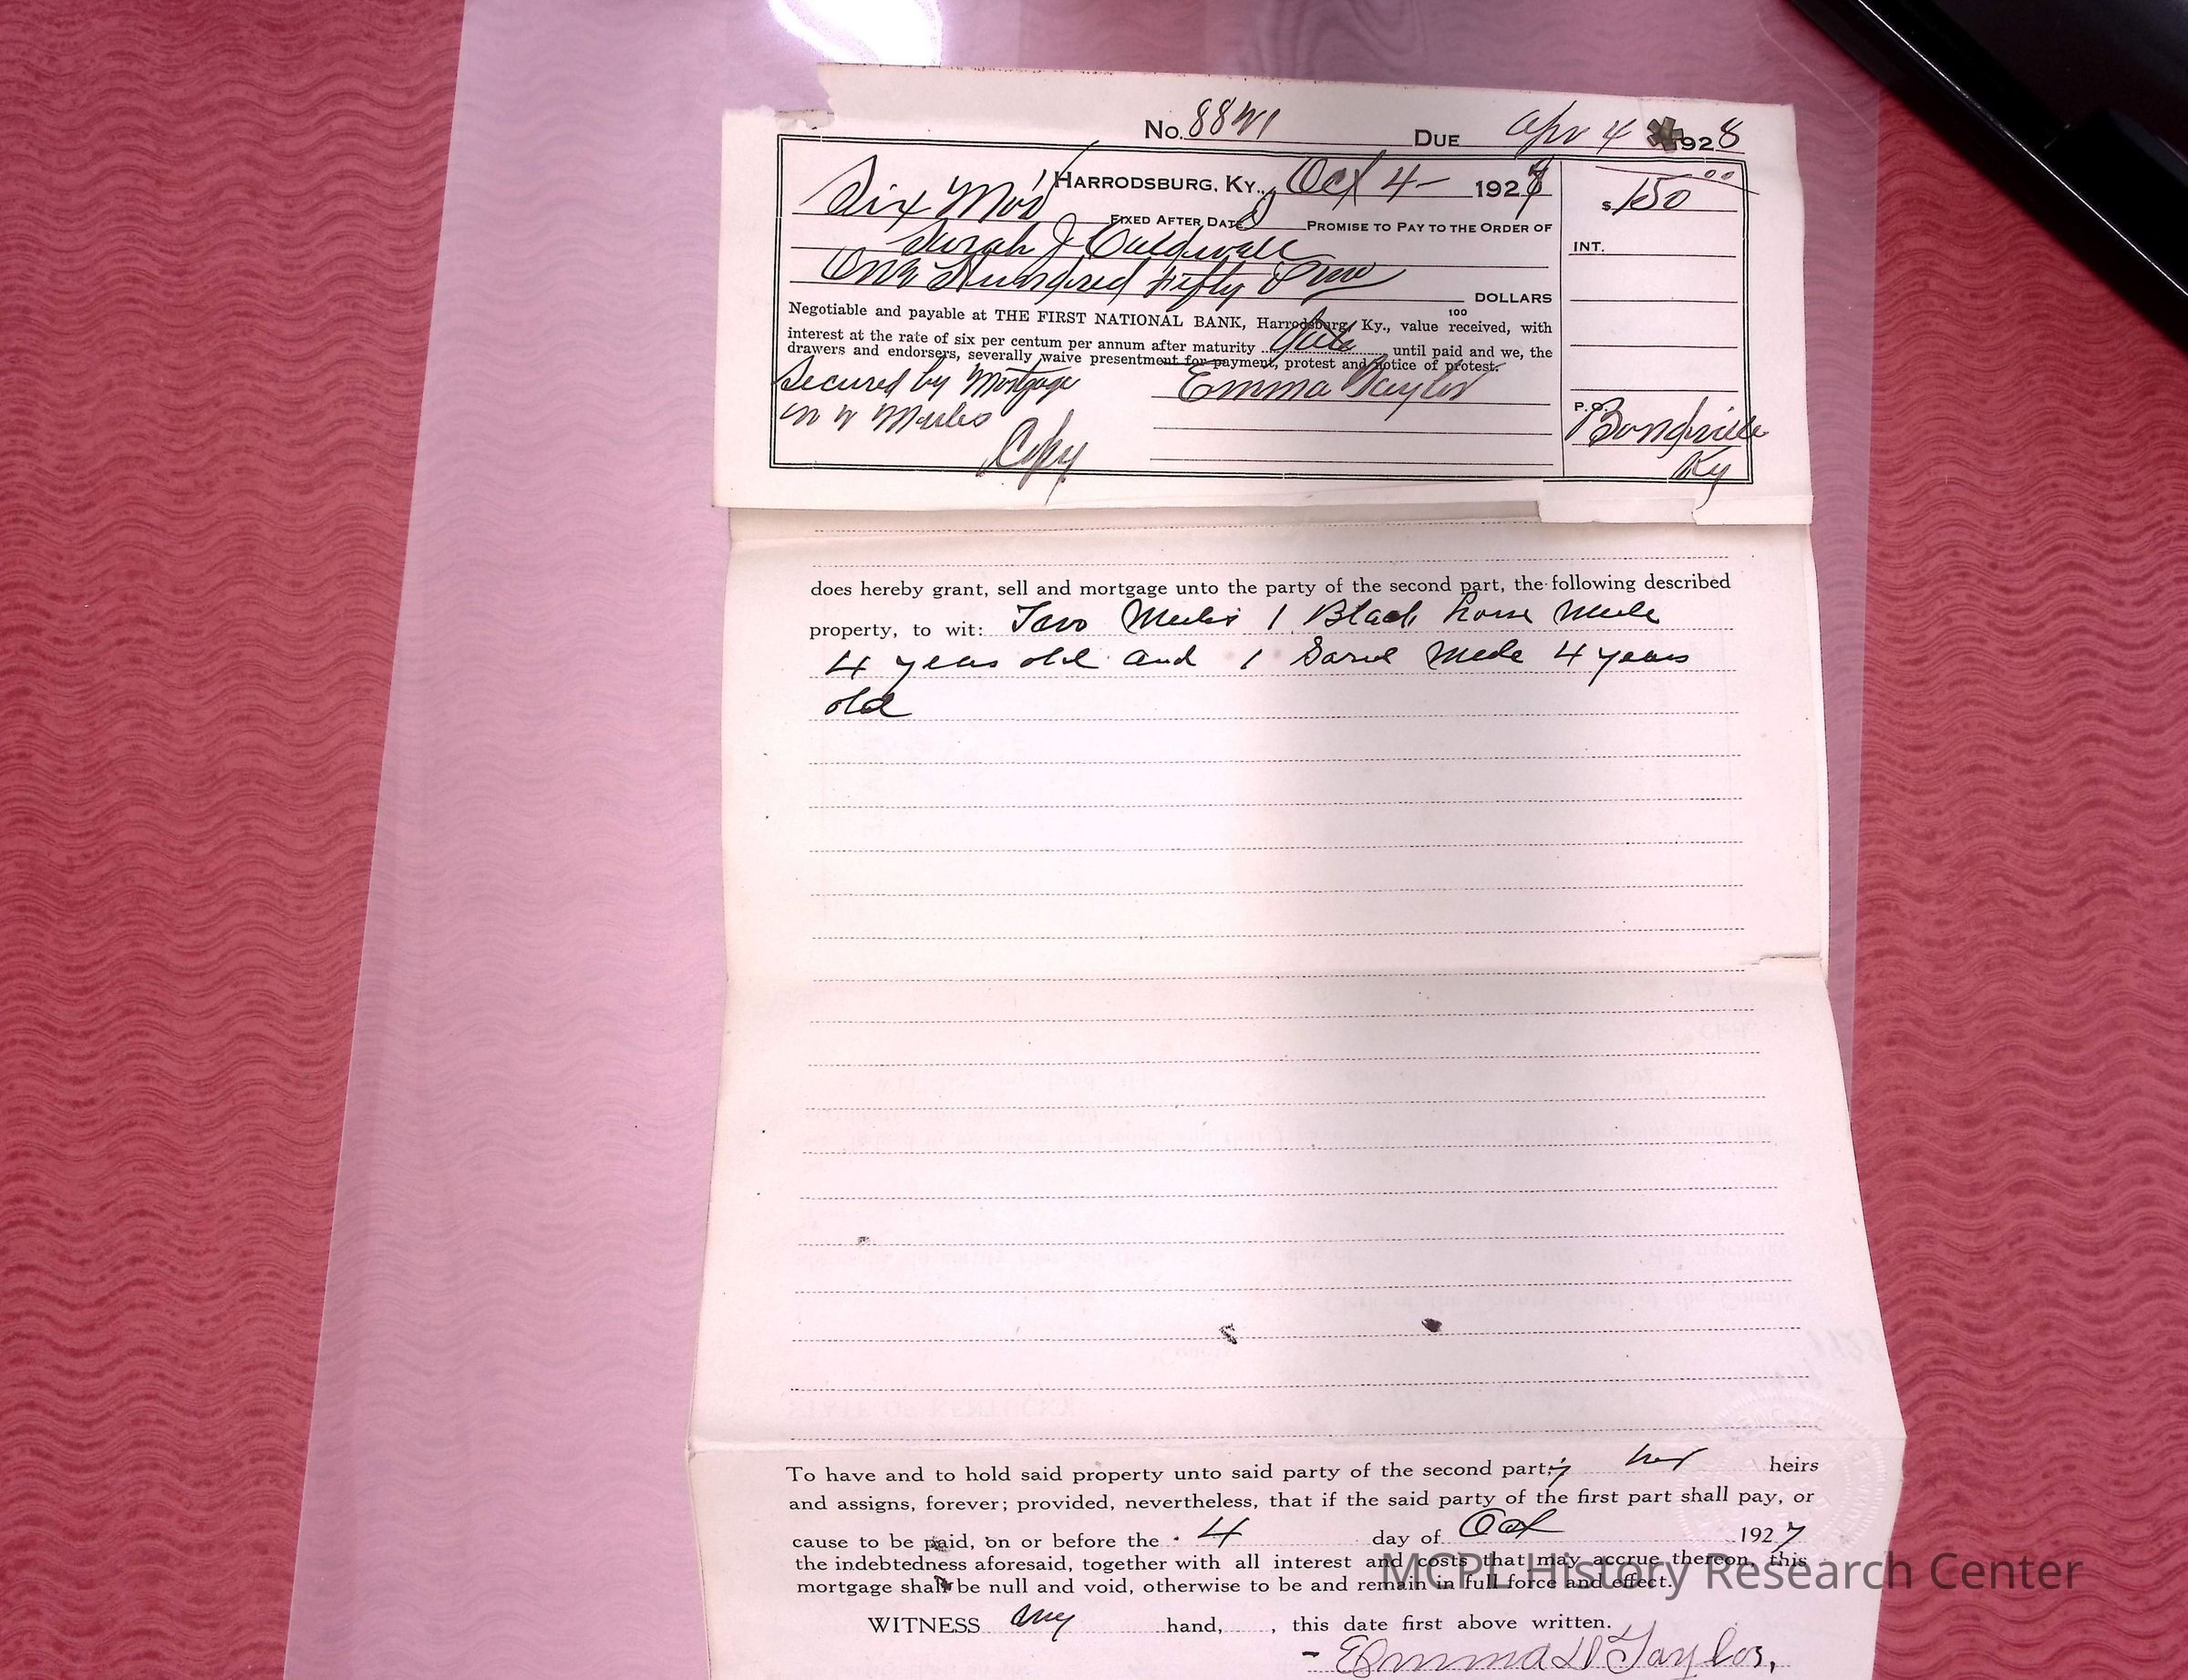 No. 8841 DUE Apr 4 1928
HARRODSBURG, KY., Oct 4- 1927
$150 00
Six Mos FIXED AFTER DATE I PROMISE TO PAY TO THE ORDER OF
Sarah J Caldwell
INT.
One Hundred Fifty & no DOLLARS
100
Negotiable and payable at THE FIRST NATIONAL BANK, Harrodsburg, Ky., value received, with
interest at the rate of six per centum per annum after maturity date until paid and we, the
drawers and endorsers, severally waive presentment for payment, protest and notice of protest.
Secured by Mortgage Emma Taylor
on 2 Mules
P.O. Bondville
Copy
Ky
does hereby grant, sell and mortgage unto the party of the second part, the following described
property, to wit: Two Mules 1 Black horse Mule
4 years old and 1 Sorrel Mule 4 years
old
To have and to hold said property unto said party of the second part, her heirs
and assigns, forever; provided, nevertheless, that if the said party of the first part shall pay, or
cause to be paid, on or before the 4 day of Oct 1927
the indebtedness aforesaid, together with all interest and costs that may accrue thereon, this
mortgage shall be null and void, otherwise to be and remain in full force and effect.
MCPL History Research Center
WITNESS my hand, , this date first above written.
Emma D Taylor,